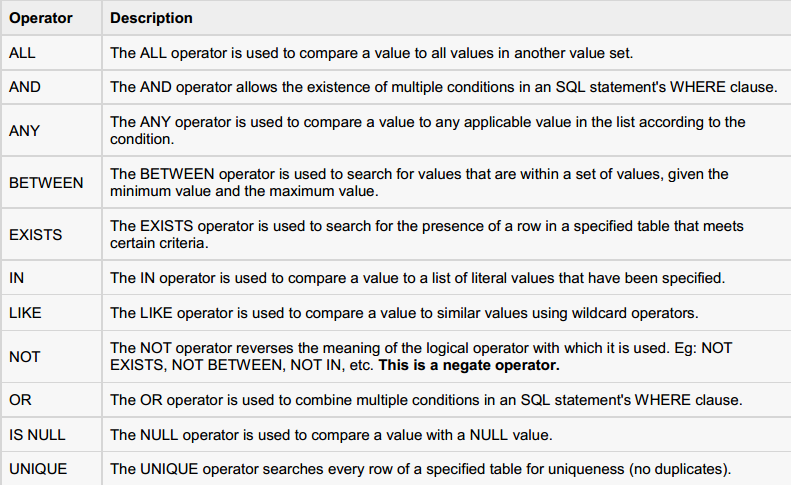 Operator Description
ALL The ALL operator is used to compare a value to all values in another value set.
AND The AND operator allows the existence of multiple conditions in an SQL statement's WHERE clause.
ANY The ANY operator is used to compare a value to any applicable value in the list according to the
condition.
BETWEEN The BETWEEN operator is used to search for values that are within a set of values, given the
minimum value and the maximum value.
EXISTS The EXISTS operator is used to search for the presence of a row in a specified table that meets
certain criteria.
IN The IN operator is used to compare a value to a list of literal values that have been specified.
LIKE The LIKE operator is used to compare a value to similar values using wildcard operators.
NOT The NOT operator reverses the meaning of the logical operator with which it is used. Eg: NOT
EXISTS, NOT BETWEEN, NOT IN, etc. This is a negate operator.
OR The OR operator is used to combine multiple conditions in an SQL statement's WHERE clause.
IS NULL The NULL operator is used to compare a value with a NULL value.
UNIQUE The UNIQUE operator searches every row of a specified table for uniqueness (no duplicates).